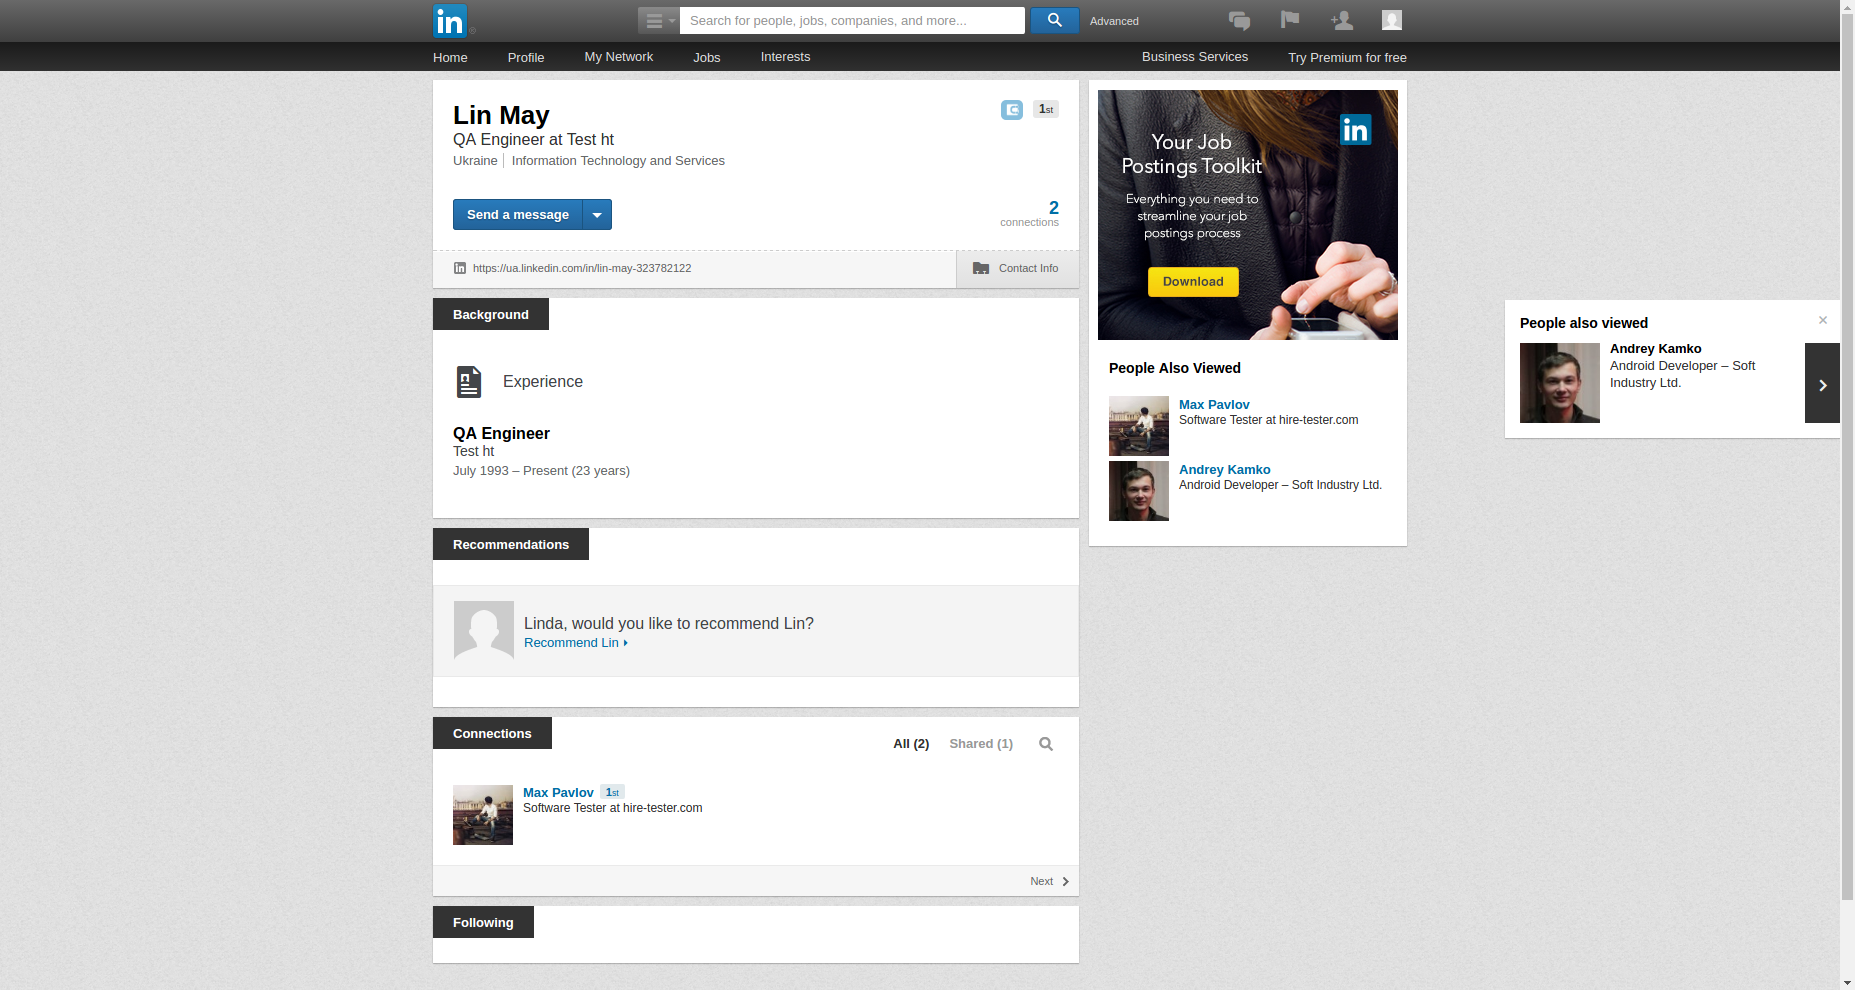 in
Search for people, jobs, companies, and more...
Advanced
Home
Profile
My Network
Jobs
Interests
Business Services
Try Premium for free
Lin May
1st
QA Engineer at Test ht
Ukraine
Information Technology and Services
Send a message
2
connections
https://ua.linkedin.com/in/lin-may-323782122
Contact Info
Background
Experience
QA Engineer
Test ht
July 1993 – Present (23 years)
Recommendations
Linda, would you like to recommend Lin?
Recommend Lin
Connections
All (2)
Shared (1)
Max Pavlov 1st
Software Tester at hire-tester.com
Next
Following
in
Your Job
Postings Toolkit
Everything you need to
streamline your job
postings process
Download
People Also Viewed
Max Pavlov
Software Tester at hire-tester.com
Andrey Kamko
Android Developer – Soft Industry Ltd.
People also viewed
Andrey Kamko
Android Developer – Soft
Industry Ltd.